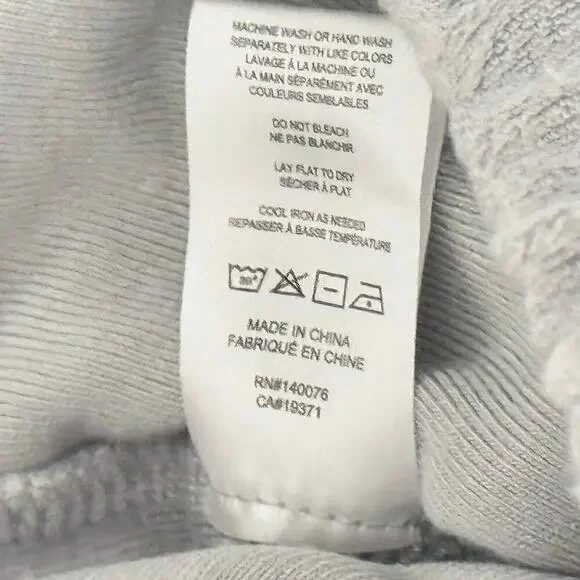 MACHINE WASH OR HAND WASH
SEPARATELY WITH LIKE COLORS
LAVAGE À LA MACHINE OU
À LA MAIN SÉPARÉMENT AVEC
COULEURS SEMBLABLES
DO NOT BLEACH
NE PAS BLANCHIR
LAY FLAT TO DRY
SÉCHER À PLAT
COOL IRON AS NEEDED
REPASSER À BASSE TEMPÉRATURE
30°
MADE IN CHINA
FABRIQUÉ EN CHINE
RN#140076
CA#19371